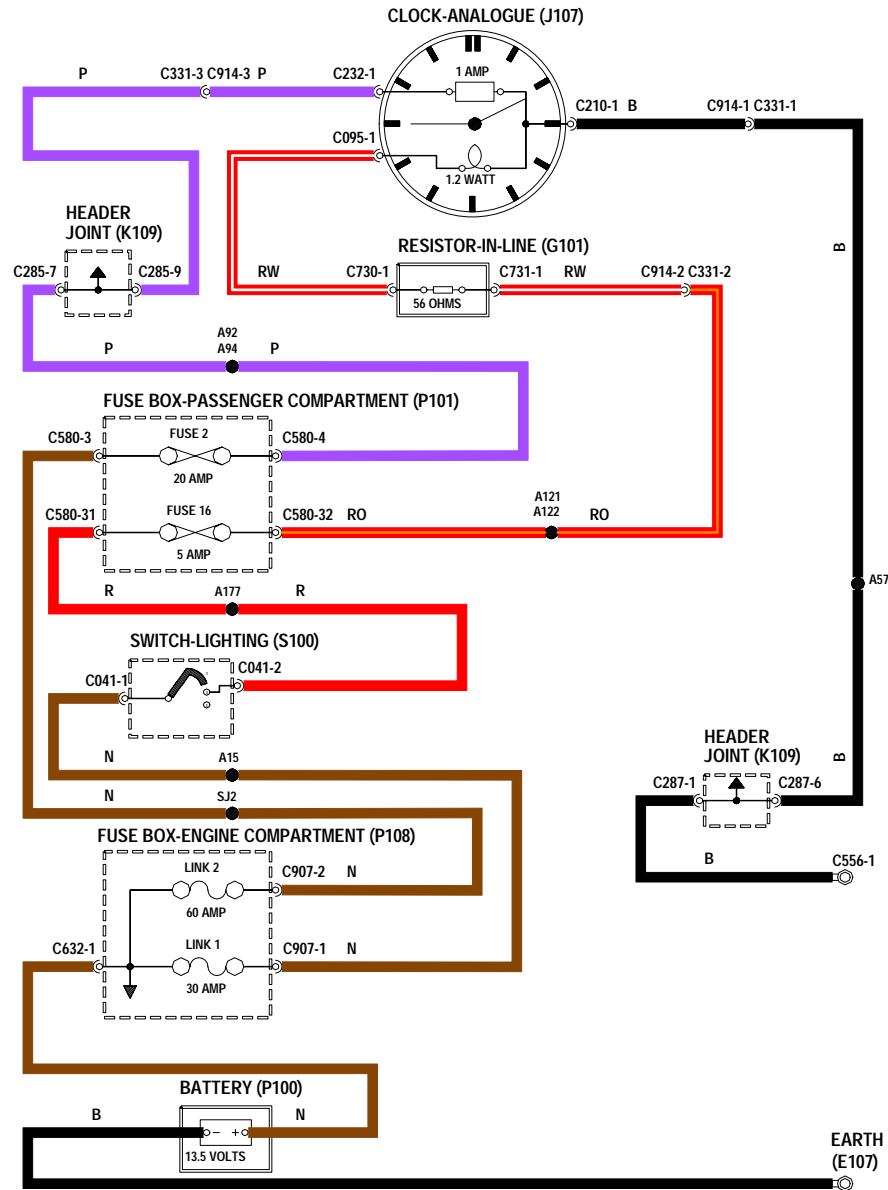 CLOCK-ANALOGUE (J107)
P
C331-3 C914-3 P
C232-1
1 AMP
C210-1 B
C914-1 C331-1
C095-1
1.2 WATT
HEADER
JOINT (K109)
B
RESISTOR-IN-LINE (G101)
C285-7
C285-9
RW
C730-1
C731-1
RW
C914-2 C331-2
56 OHMS
A92
A94
P
P
FUSE BOX-PASSENGER COMPARTMENT (P101)
C580-3
FUSE 2
C580-4
20 AMP
A121
A122
C580-31
FUSE 16
C580-32
RO
RO
5 AMP
A57
R
A177
R
SWITCH-LIGHTING (S100)
C041-2
C041-1
1
2
HEADER
JOINT (K109)
B
N
A15
C287-1
C287-6
N
SJ2
FUSE BOX-ENGINE COMPARTMENT (P108)
B
C556-1
LINK 2
C907-2
N
60 AMP
C632-1
LINK 1
C907-1
N
30 AMP
BATTERY (P100)
B
N
- +
13.5 VOLTS
EARTH
(E107)